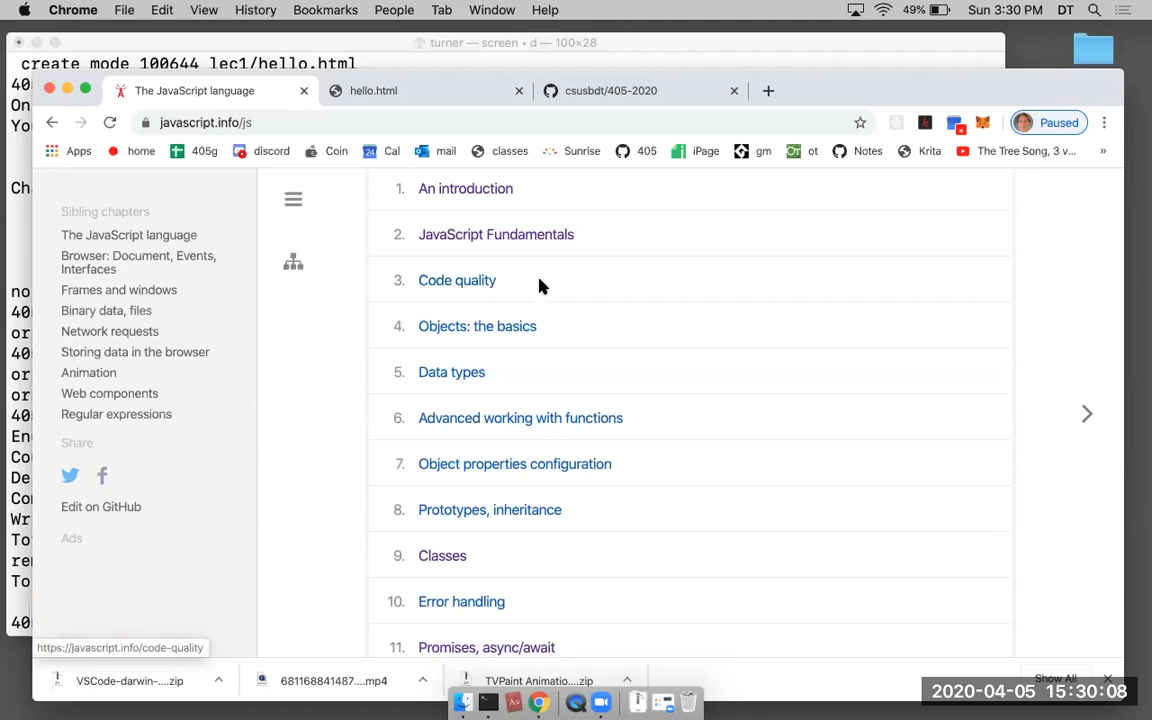 Chrome File Edit View History Bookmarks People Tab Window Help 49% Sun 3:30 PM DT
turner — screen • d — 100×28
create mode 100644 lec1/hello.html
The JavaScript language hello.html csusbdt/405-2020
javascript.info/js Paused
Apps home 405g discord Coin Cal mail classes Sunrise 405 iPage gm ot Notes Krita The Tree Song, 3 v... »
Sibling chapters
The JavaScript language
Browser: Document, Events,
Interfaces
Frames and windows
Binary data, files
Network requests
Storing data in the browser
Animation
Web components
Regular expressions
Share
Edit on GitHub
Ads
1. An introduction
2. JavaScript Fundamentals
3. Code quality
4. Objects: the basics
5. Data types
6. Advanced working with functions
7. Object properties configuration
8. Prototypes, inheritance
9. Classes
10. Error handling
11. Promises, async/await
https://javascript.info/code-quality
VSCode-darwin-....zip 681168841487....mp4 TVPaint Animatio....zip Show All
2020-04-05 15:30:08